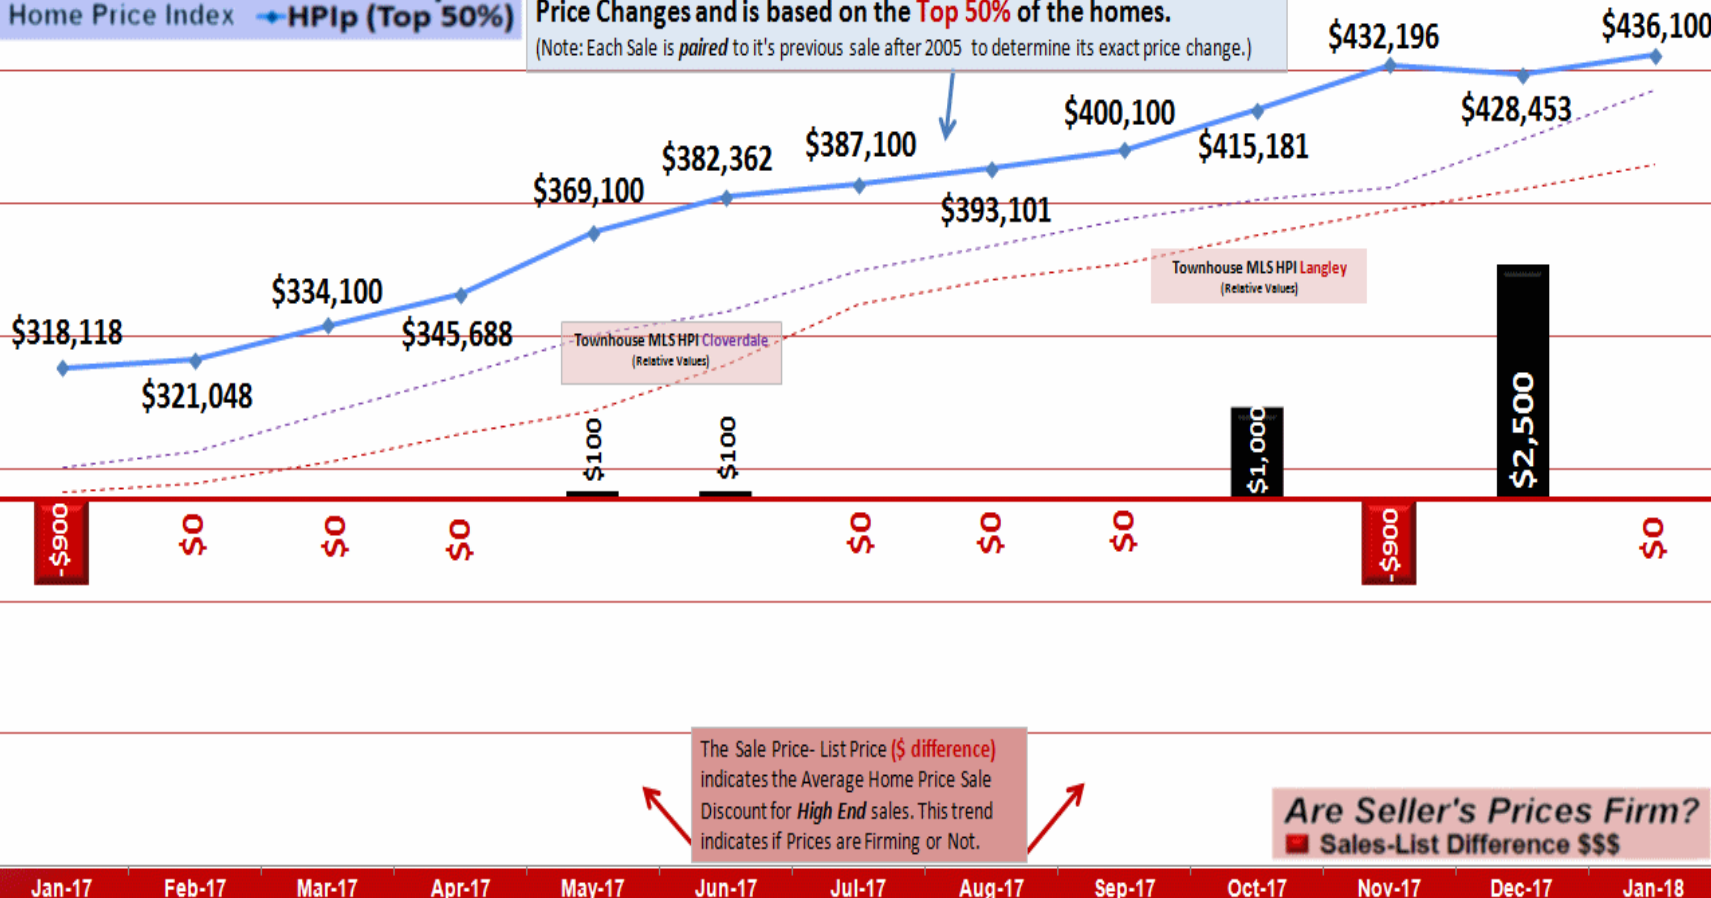 Home Price Index HPIp (Top 50%)
Price Changes and is based on the Top 50% of the homes.
(Note: Each Sale is paired to it's previous sale after 2005 to determine its exact price change.)
$318,118
$321,048
$334,100
$345,688
$369,100
$382,362
$387,100
$393,101
$400,100
$415,181
$432,196
$428,453
$436,100
Townhouse MLS HPI Cloverdale
(Relative Values)
Townhouse MLS HPI Langley
(Relative Values)
-$900
$0
$0
$0
$100
$100
$0
$0
$0
$1,000
-$900
$2,500
$0
The Sale Price- List Price ($ difference)
indicates the Average Home Price Sale
Discount for High End sales. This trend
indicates if Prices are Firming or Not.
Are Seller's Prices Firm?
Sales-List Difference $$$
Jan-17 Feb-17 Mar-17 Apr-17 May-17 Jun-17 Jul-17 Aug-17 Sep-17 Oct-17 Nov-17 Dec-17 Jan-18